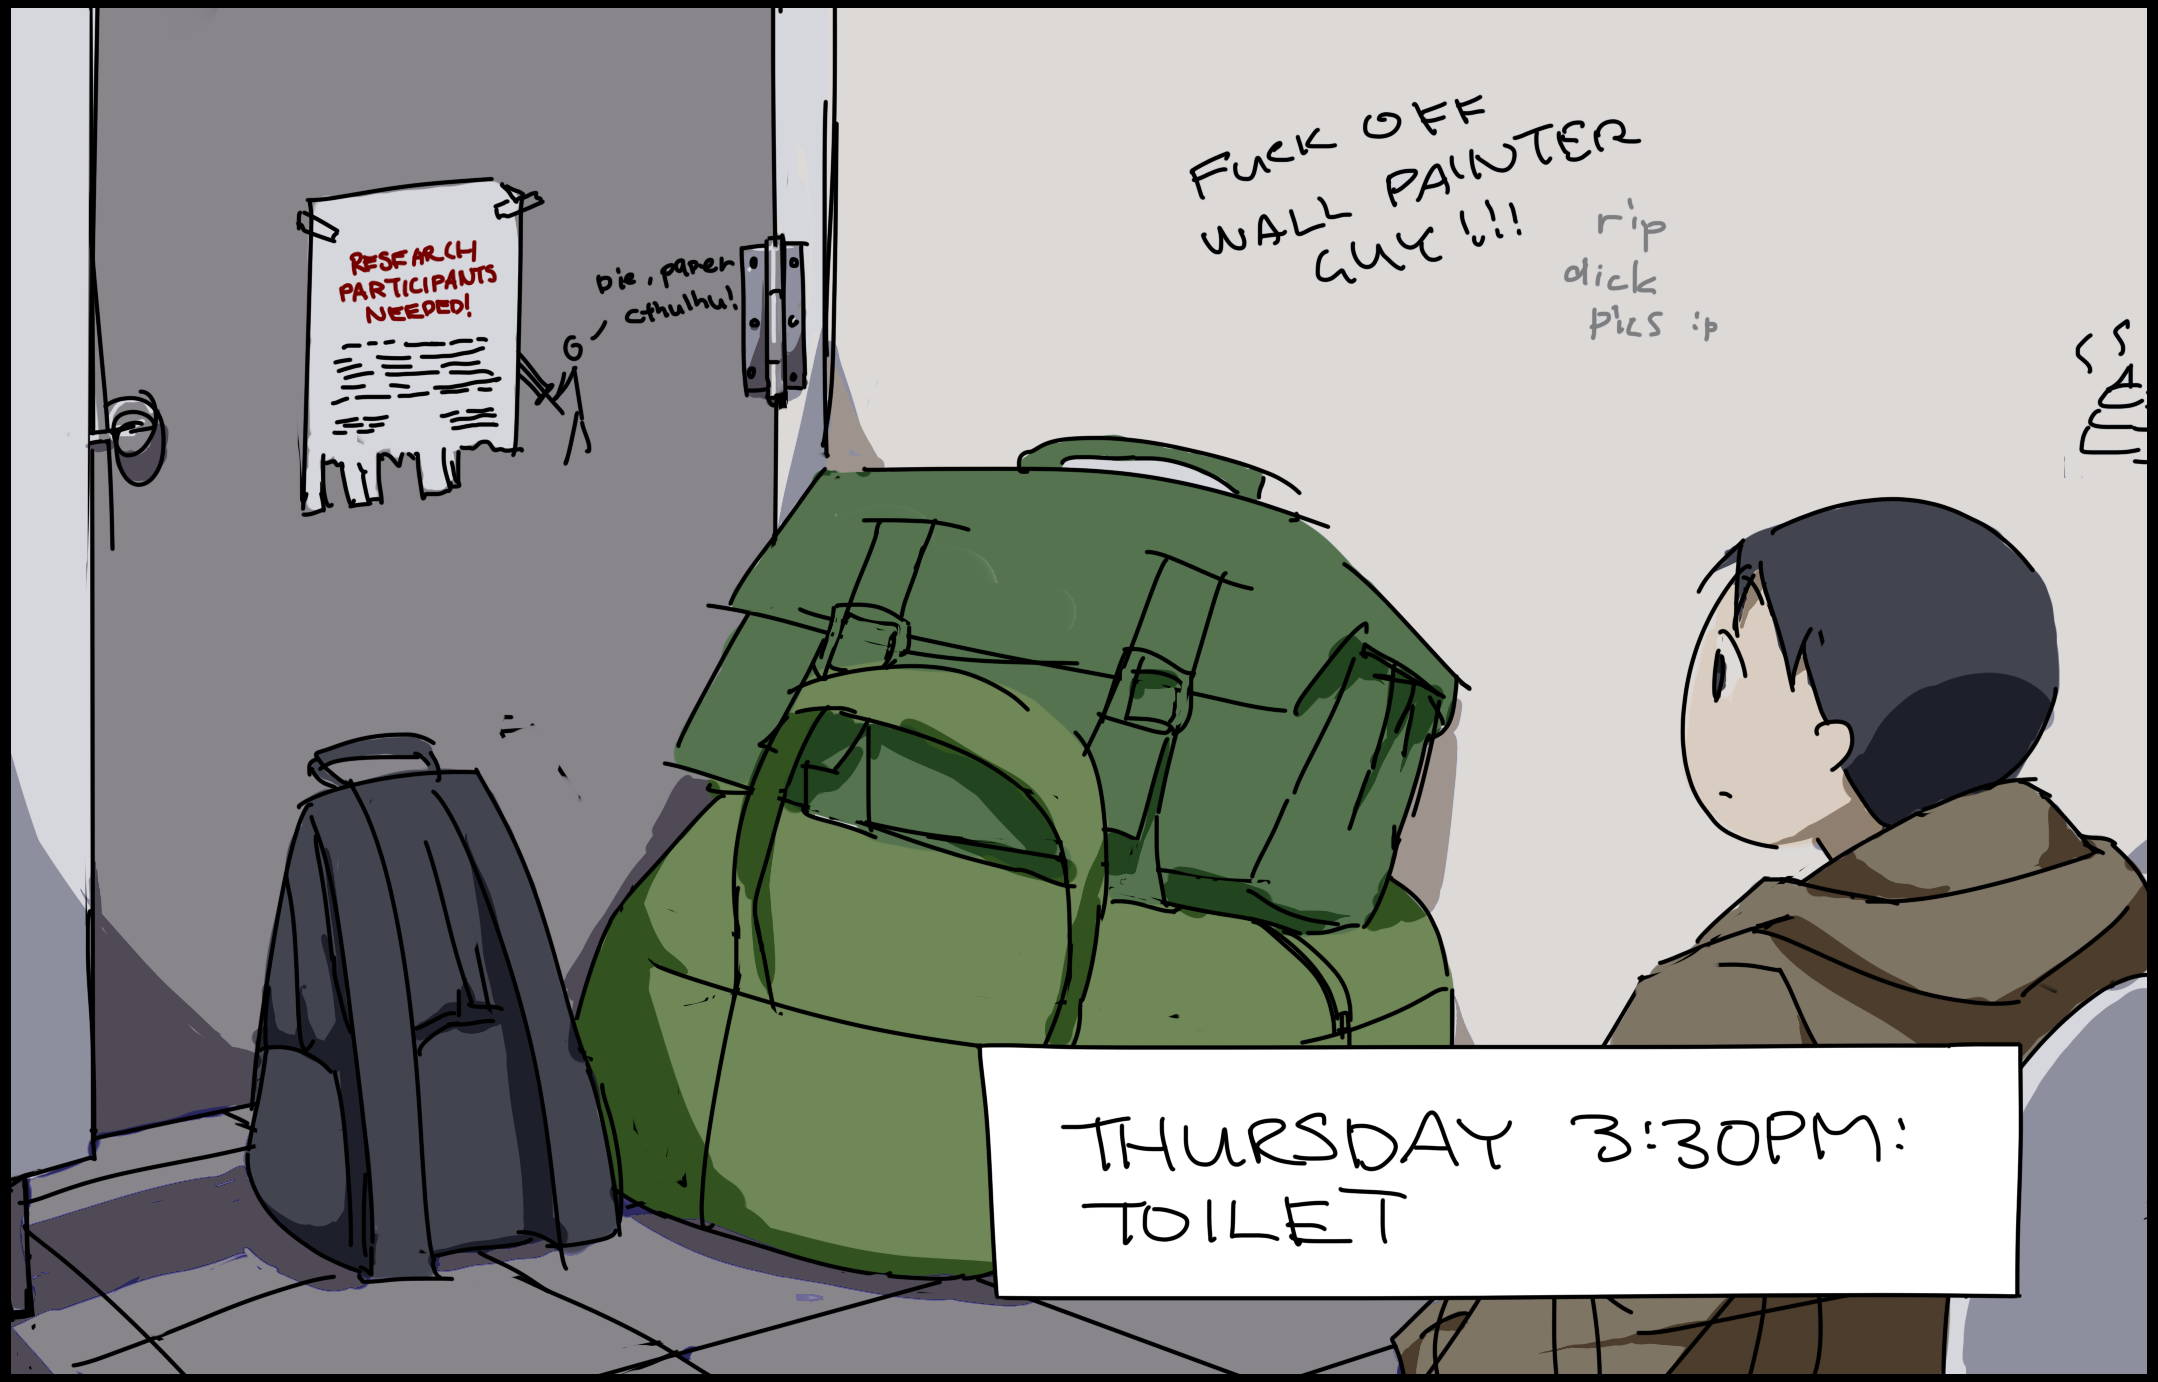 RESEARCH
PARTICIPANTS
NEEDED!
Die, paper
cthulhu!
FUCK OFF
WALL PAINTER
GUY!!!
rip
dick
pics :p
THURSDAY 3:30PM:
TOILET